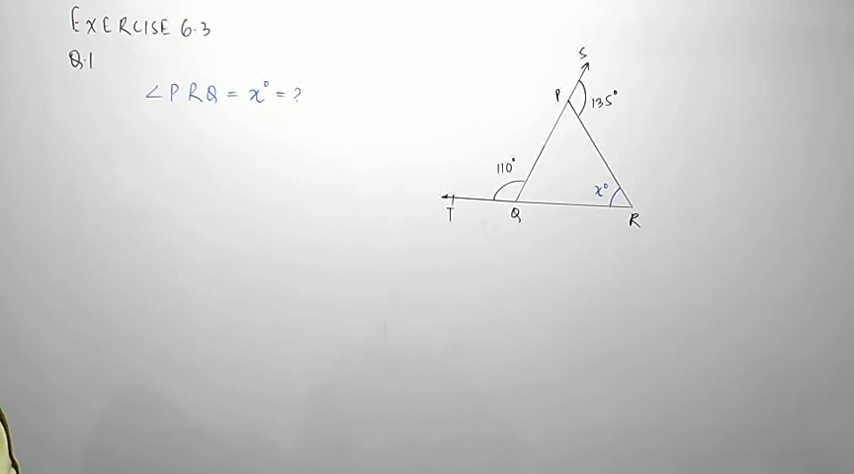 EXERCISE 6.3
Q.1
∠PRQ = x° = ?
S
P
135°
110°
x°
T
Q
R